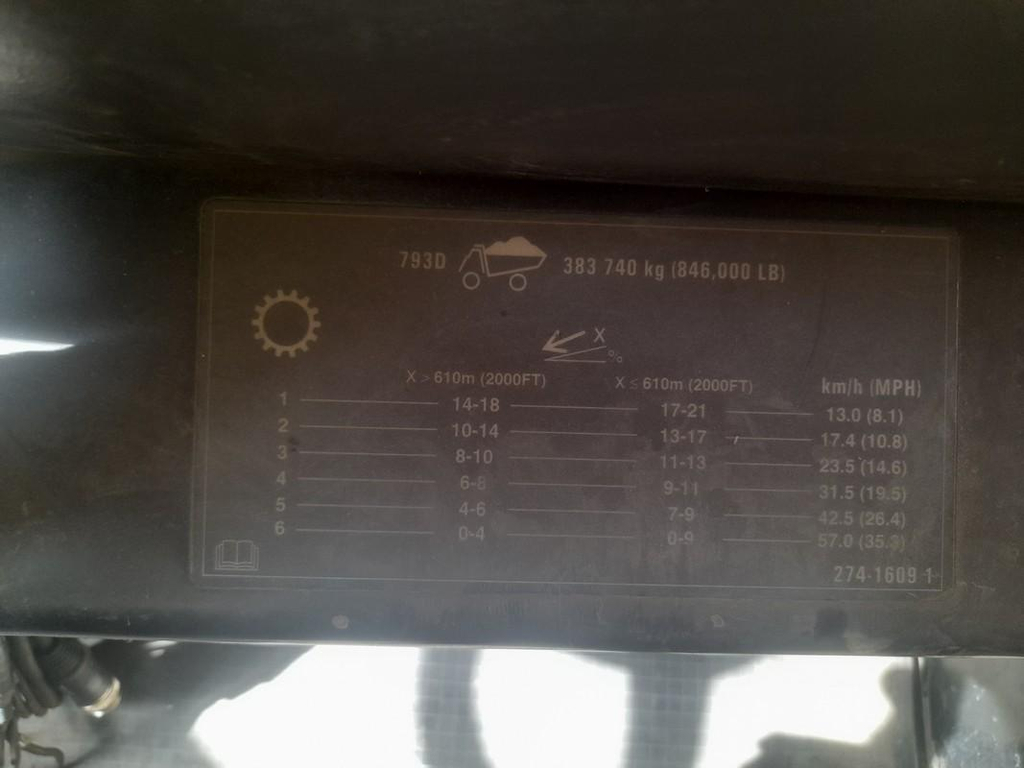 793D 383 740 kg (846,000 LB)
X %
X > 610m (2000FT) X ≤ 610m (2000FT) km/h (MPH)
1 14-18 17-21 13.0 (8.1)
2 10-14 13-17 17.4 (10.8)
3 8-10 11-13 23.5 (14.6)
4 6-8 9-11 31.5 (19.5)
5 4-6 7-9 42.5 (26.4)
6 0-4 0-9 57.0 (35.3)
274-1609 1